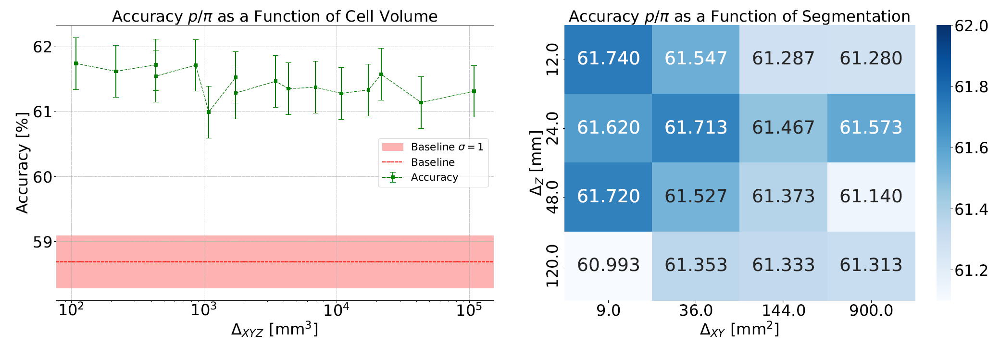 Accuracy p/π as a Function of Cell Volume
Accuracy [%]
62
61
60
59
Baseline σ = 1
Baseline
Accuracy
10²
10³
10⁴
10⁵
Δ_XYZ [mm³]
Accuracy p/π as a Function of Segmentation
Δ_Z [mm]
12.0 61.740 61.547 61.287 61.280
24.0 61.620 61.713 61.467 61.573
48.0 61.720 61.527 61.373 61.140
120.0 60.993 61.353 61.333 61.313
9.0 36.0 144.0 900.0
Δ_XY [mm²]
62.0
61.8
61.6
61.4
61.2